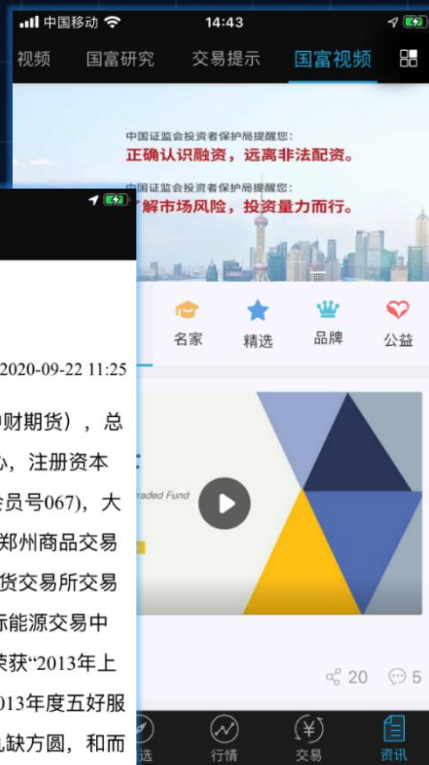 中国移动 14:43
视频 国富研究 交易提示 国富视频
中国证监会投资者保护局提醒您：
正确认识融资，远离非法配资。
中国证监会投资者保护局提醒您：
解市场风险，投资量力而行。
名家 精选 品牌 公益
2020-09-22 11:25
财期货），总
心，注册资本
会员号067)，大
郑州商品交易
货交易所交易
际能源交易中
荣获“2013年上
013年度五好服
缺方圆，和而
raded Fund
20 5
选 行情 交易 资讯